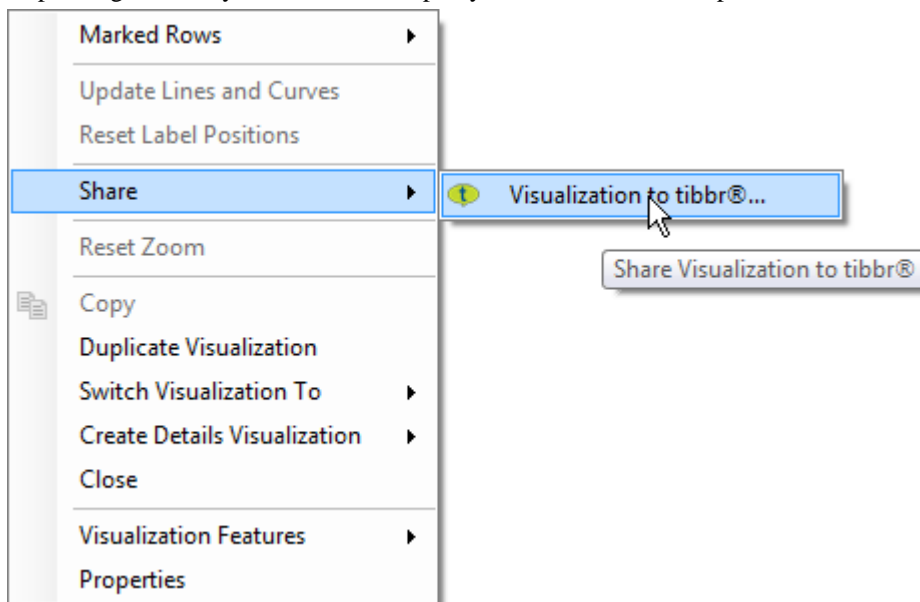 Marked Rows
Update Lines and Curves
Reset Label Positions
Share
Visualization to tibbr®...
Reset Zoom
Share Visualization to tibbr®
Copy
Duplicate Visualization
Switch Visualization To
Create Details Visualization
Close
Visualization Features
Properties